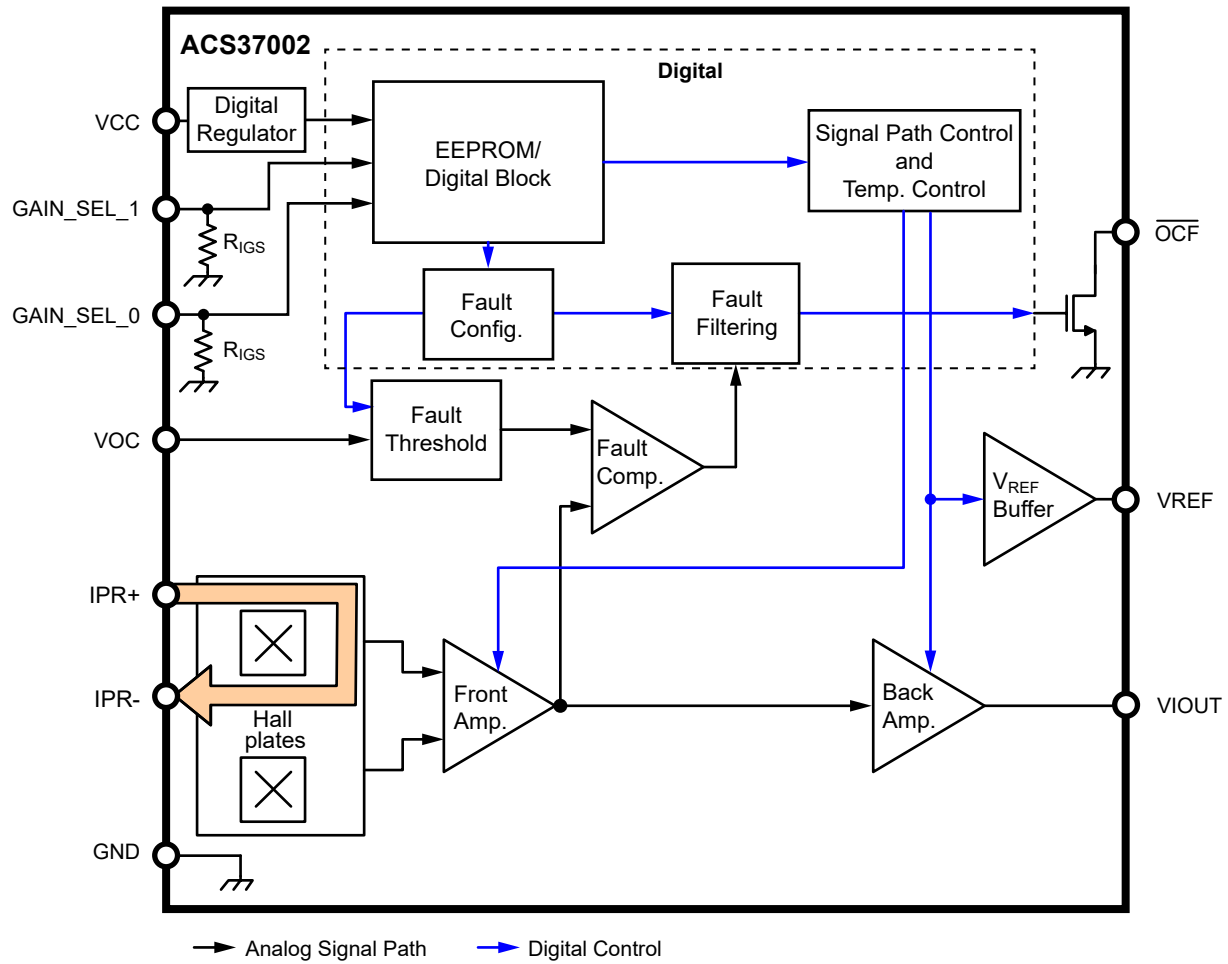 ACS37002
Digital
VCC
Digital
Regulator
EEPROM/
Digital Block
Signal Path Control
and
Temp. Control
GAIN_SEL_1
RIGS
OCF
GAIN_SEL_0
RIGS
Fault
Config.
Fault
Filtering
VOC
Fault
Threshold
Fault
Comp.
VREF
Buffer
VREF
IPR+
IPR-
Hall
plates
Front
Amp.
Back
Amp.
VIOUT
GND
Analog Signal Path
Digital Control